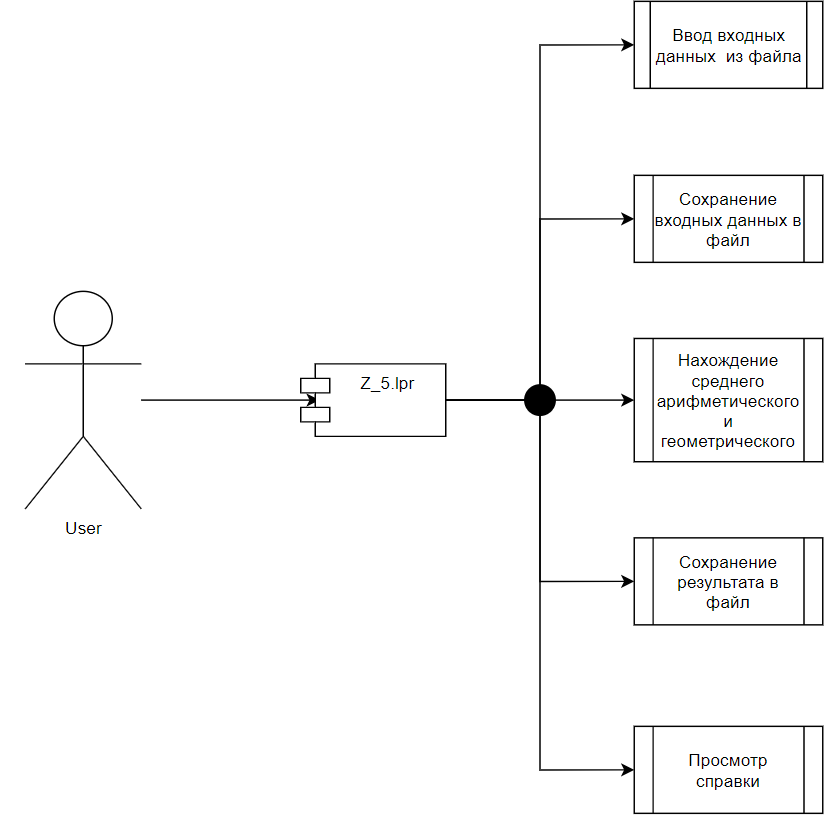 Ввод входных
данных из файла
Сохранение
входных данных в
файл
Z_5.lpr
Нахождение
среднего
арифметического
и
геометрического
User
Сохранение
результата в
файл
Просмотр
справки